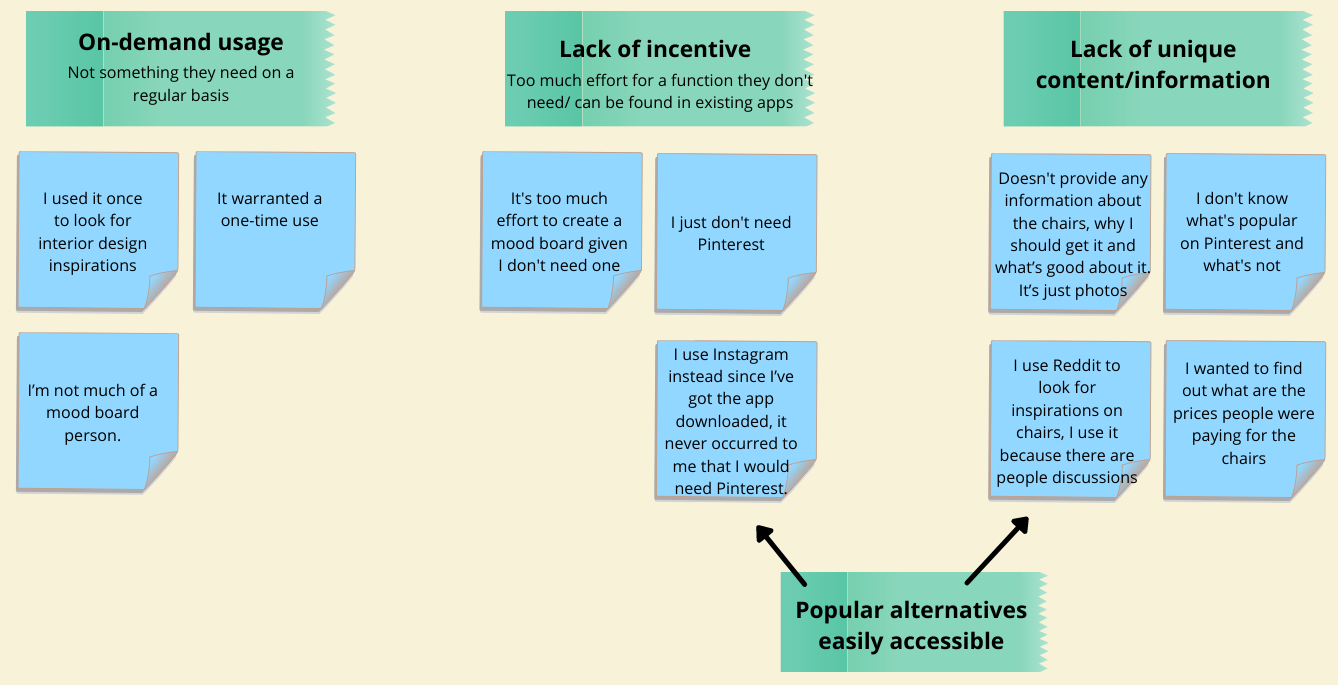 On-demand usage
Not something they need on a
regular basis
I used it once
to look for
interior design
inspirations
It warranted a
one-time use
I’m not much of a
mood board
person.
Lack of incentive
Too much effort for a function they don't
need/ can be found in existing apps
It's too much
effort to create a
mood board given
I don't need one
I just don't need
Pinterest
I use Instagram
instead since I’ve
got the app
downloaded, it
never occurred to
me that I would
need Pinterest.
Lack of unique
content/information
Doesn't provide any
information about
the chairs, why I
should get it and
what’s good about it.
It’s just photos
I don't know
what's popular
on Pinterest and
what's not
I use Reddit to
look for
inspirations on
chairs, I use it
because there are
people discussions
I wanted to find
out what are the
prices people were
paying for the
chairs
Popular alternatives
easily accessible